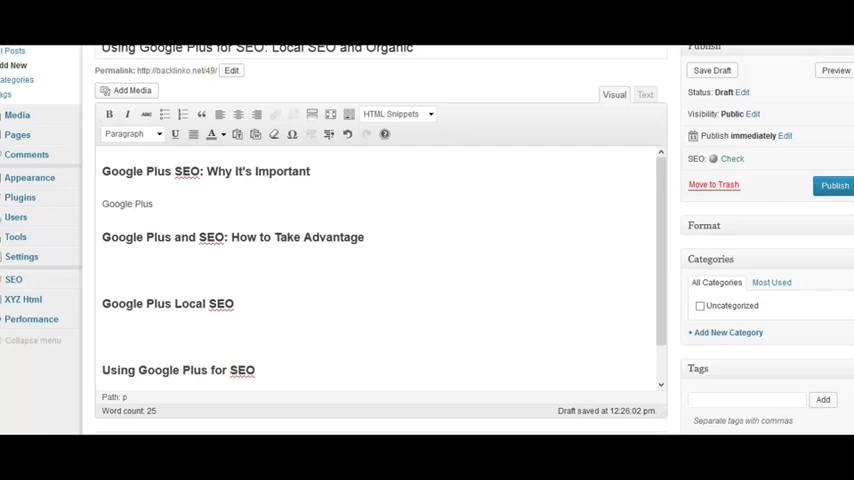 l Posts
Using Google Plus for SEO: Local SEO and Organic
Publish
dd New
Permalink: http://backlinko.net/49/ Edit
Save Draft
Preview
ategories
Add Media
Visual
Text
Status: Draft Edit
ags
Media
B I ABC
HTML Snippets
Visibility: Public Edit
Pages
Paragraph
U
A
Publish immediately Edit
Comments
SEO: Check
Google Plus SEO: Why It's Important
Appearance
Move to Trash
Publish
Plugins
Google Plus
Users
Format
Tools
Google Plus and SEO: How to Take Advantage
Settings
Categories
SEO
All Categories
Most Used
XYZ Html
Google Plus Local SEO
Uncategorized
Performance
+ Add New Category
Collapse menu
Using Google Plus for SEO
Tags
Path: p
Add
Word count: 25
Draft saved at 12:26:02 pm.
Separate tags with commas